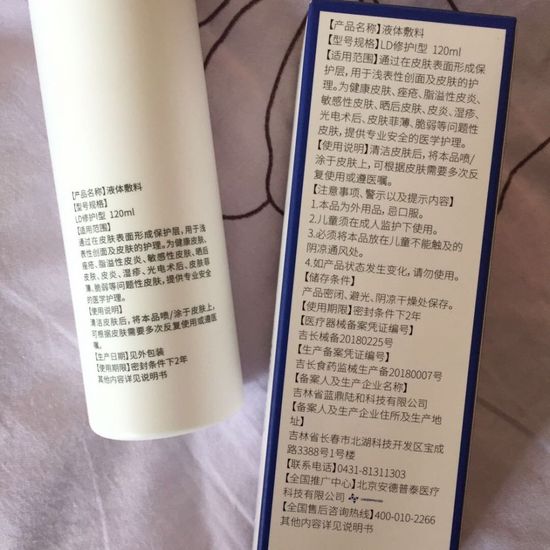 【产品名称】液体敷料
【型号规格】
LD修护I型 120ml
【适用范围】
通过在皮肤表面形成保护层，用于浅
表性创面及皮肤的护理。为健康皮肤、
痤疮、脂溢性皮炎、敏感性皮肤、晒后
皮肤、皮炎、湿疹、光电术后、皮肤菲
薄、脆弱等问题性皮肤，提供专业安全
的医学护理。
【使用说明】
清洁皮肤后，将本品喷/涂于皮肤上，
可根据皮肤需要多次反复使用或遵医
嘱。
【生产日期】见外包装
【使用期限】密封条件下2年
其他内容详见说明书
【产品名称】液体敷料
【型号规格】LD修护I型 120ml
【适用范围】通过在皮肤表面形成保
护层，用于浅表性创面及皮肤的护
理。为健康皮肤、痤疮、脂溢性皮炎、
敏感性皮肤、晒后皮肤、皮炎、湿疹、
光电术后、皮肤菲薄、脆弱等问题性
皮肤，提供专业安全的医学护理。
【使用说明】清洁皮肤后，将本品喷/
涂于皮肤上，可根据皮肤需要多次反
复使用或遵医嘱。
【注意事项、警示以及提示内容】
1.本品为外用品，忌口服。
2.儿童须在成人监护下使用。
3.必须将本品放在儿童不能触及的
阴凉通风处。
4.如产品状态发生变化，请勿使用。
【储存条件】
产品密闭、避光、阴凉干燥处保存。
【使用期限】密封条件下2年
【医疗器械备案凭证编号】
吉长械备20180225号
【生产备案凭证编号】
吉长食药监械生产备20180007号
【备案人及生产企业名称】
吉林省蓝鼎陆和科技有限公司
【备案人及生产企业住所及生产地
址】
吉林省长春市北湖科技开发区宝成
路3388号1号楼
【联系电话】0431-81311303
【全国推广中心】北京安德普泰医疗
科技有限公司
【全国售后咨询热线】400-010-2266
其他内容详见说明书